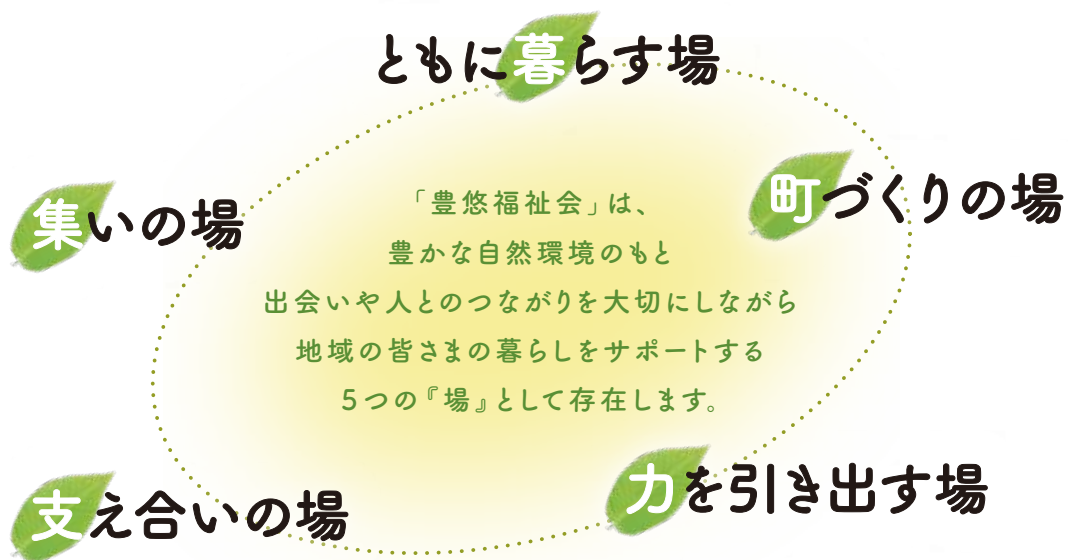 ともに暮らす場
町づくりの場
集いの場
「豊悠福祉会」は、
豊かな自然環境のもと
出会いや人とのつながりを大切にしながら
地域の皆さまの暮らしをサポートする
5つの『場』として存在します。
力を引き出す場
支え合いの場